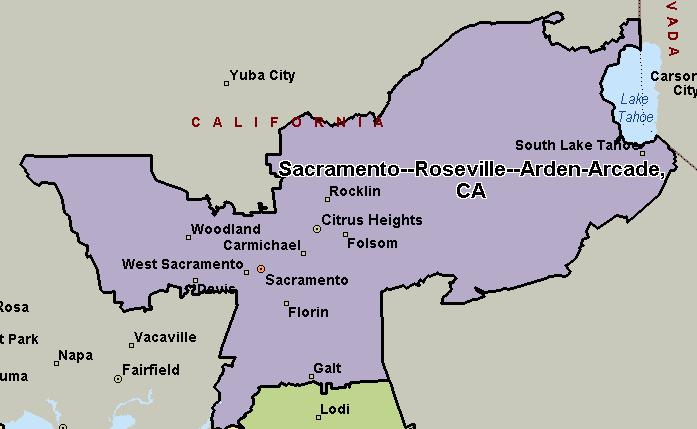 VADA
Yuba City
Carson
City
Lake
Tahoe
CALIFORNIA
South Lake Tahoe
Sacramento--Roseville--Arden-Arcade,
CA
Rocklin
Citrus Heights
Woodland
Carmichael
Folsom
West Sacramento
Sacramento
Davis
Rosa
Florin
t Park
Vacaville
Napa
Galt
uma
Fairfield
Lodi